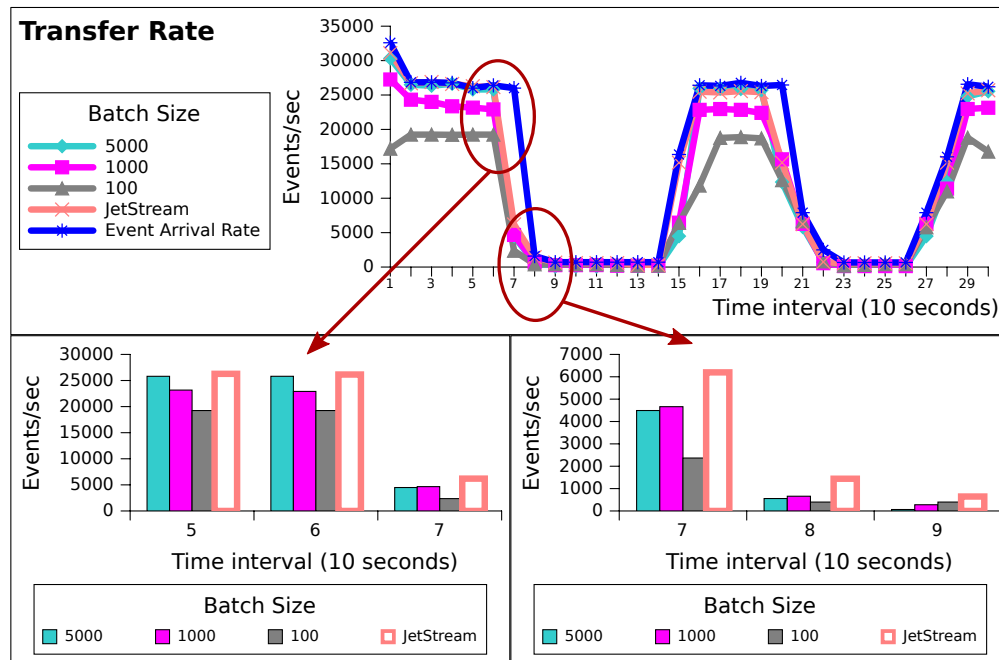 Transfer Rate
Batch Size
5000
1000
100
JetStream
Event Arrival Rate
Events/sec
35000
30000
25000
20000
15000
10000
5000
0
1 3 5 7 9 11 13 15 17 19 21 23 25 27 29
Time interval (10 seconds)
Events/sec
30000
25000
20000
15000
10000
5000
0
5 6 7
Time interval (10 seconds)
Batch Size
5000 1000 100 JetStream
Events/sec
7000
6000
5000
4000
3000
2000
1000
0
7 8 9
Time interval (10 seconds)
Batch Size
5000 1000 100 JetStream